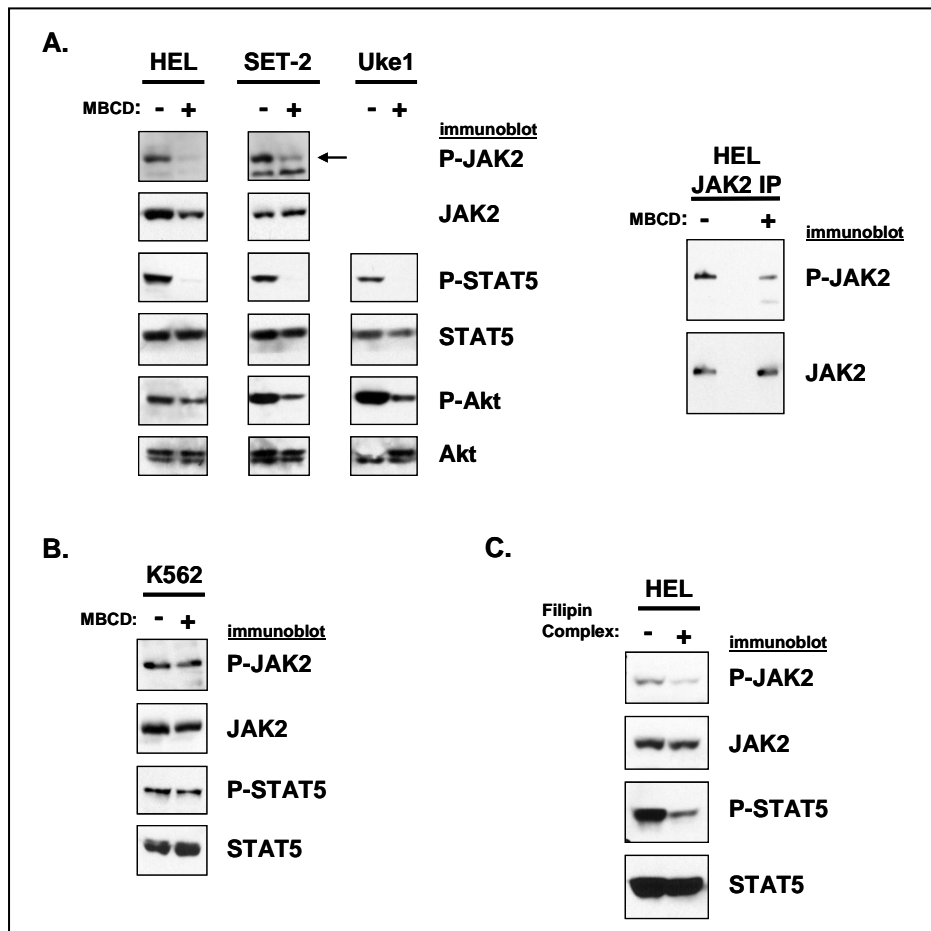 A.
HEL SET-2 Uke1
MBCD: - + - + - +
immunoblot
P-JAK2
JAK2
P-STAT5
STAT5
P-Akt
Akt
HEL
JAK2 IP
MBCD: - +
immunoblot
P-JAK2
JAK2
B.
K562
MBCD: - +
immunoblot
P-JAK2
JAK2
P-STAT5
STAT5
C.
HEL
Filipin
Complex: - +
immunoblot
P-JAK2
JAK2
P-STAT5
STAT5